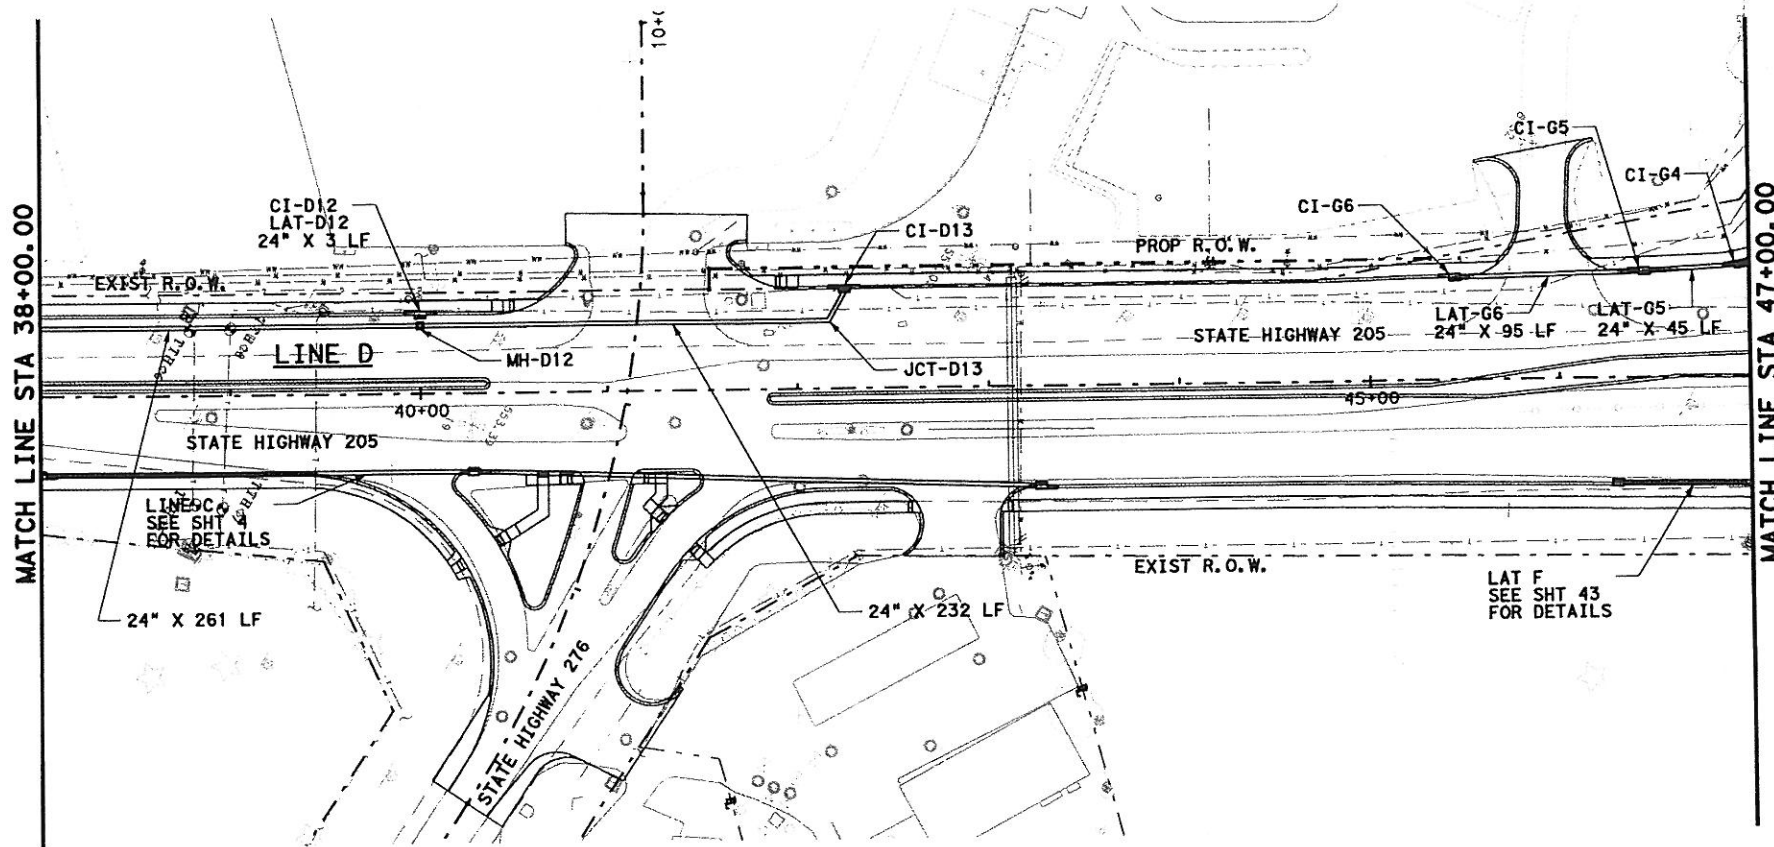 10+
MATCH LINE STA 38+00.00
CI-D12
LAT-D12
24" X 3 LF
EXIST R.O.W.
LINE D
MH-D12
CI-D13
JCT-D13
PROP R.O.W.
CI-G6
CI-G5
CI-G4
LAT-G6
24" X 95 LF
LAT-G5
24" X 45 LF
STATE HIGHWAY 205
40+00
45+00
STATE HIGHWAY 205
553.39
LINE C
SEE SHT 4
FOR DETAILS
24" X 261 LF
24" X 232 LF
STATE HIGHWAY 276
EXIST R.O.W.
LAT F
SEE SHT 43
FOR DETAILS
MATCH LINE STA 47+00.00